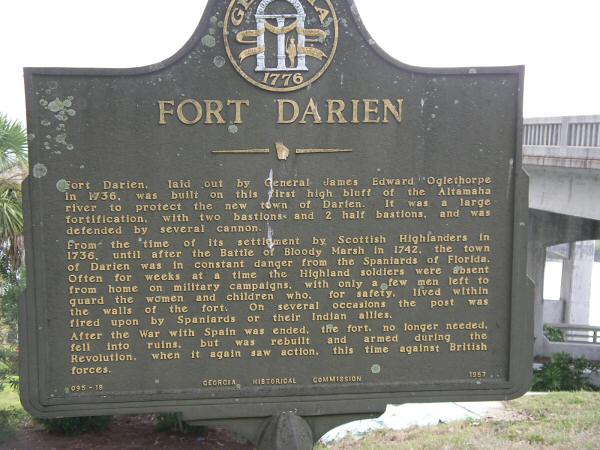 GEORGIA
1776
FORT DARIEN
Fort Darien, laid out by General James Edward Oglethorpe
in 1736, was built on this first high bluff of the Altamaha
river to protect the new town of Darien. It was a large
fortification, with two bastions and 2 half bastions, and was
defended by several cannon.
From the time of its settlement by Scottish Highlanders in
1736, until after the Battle of Bloody Marsh in 1742, the town
of Darien was in constant danger from the Spaniards of Florida.
Often for weeks at a time the Highland soldiers were absent
from home on military campaigns, with only a few men left to
guard the women and children who, for safety, lived within
the walls of the fort. On several occasions the post was
fired upon by Spaniards or their Indian allies.
After the War with Spain was ended, the fort, no longer needed,
fell into ruins, but was rebuilt and armed during the
Revolution, when it again saw action, this time against British
forces.
095-18 GEORGIA HISTORICAL COMMISSION 1957